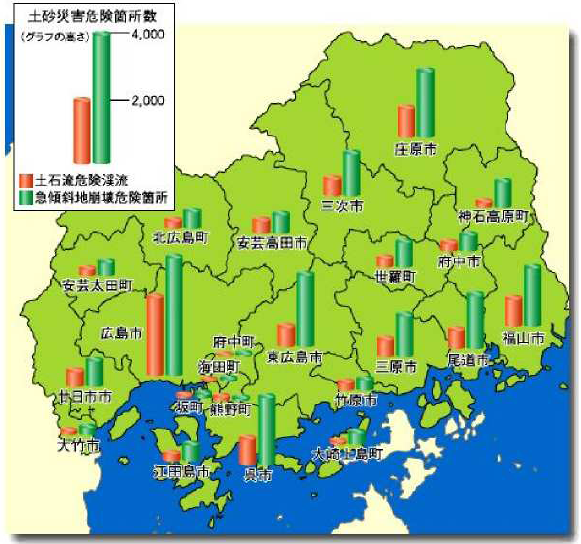 土砂災害危険箇所数
(グラフの高さ)
4,000
2,000
土石流危険渓流
急傾斜地崩壊危険箇所
庄原市
三次市
神石高原町
北広島町
安芸高田市
府中市
世羅町
安芸太田町
広島市
府中町
福山市
海田町
東広島市
三原市
尾道市
廿日市市
坂町
熊野町
竹原市
大竹市
江田島市
呉市
大崎上島町